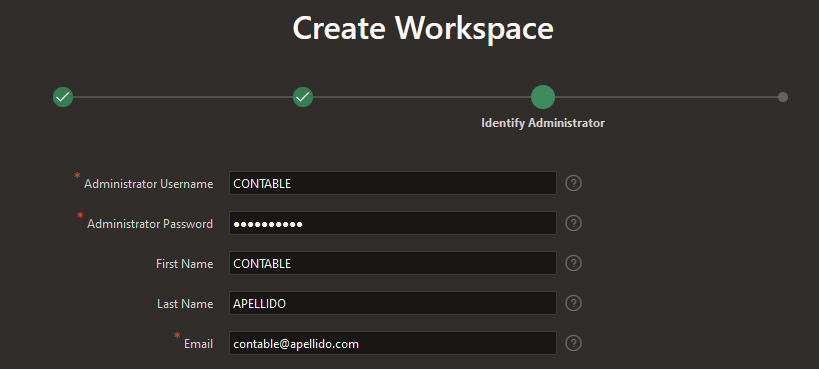 Create Workspace
Identify Administrator
* Administrator Username CONTABLE ?
* Administrator Password •••••••••• ?
First Name CONTABLE ?
Last Name APELLIDO ?
* Email contable@apellido.com ?